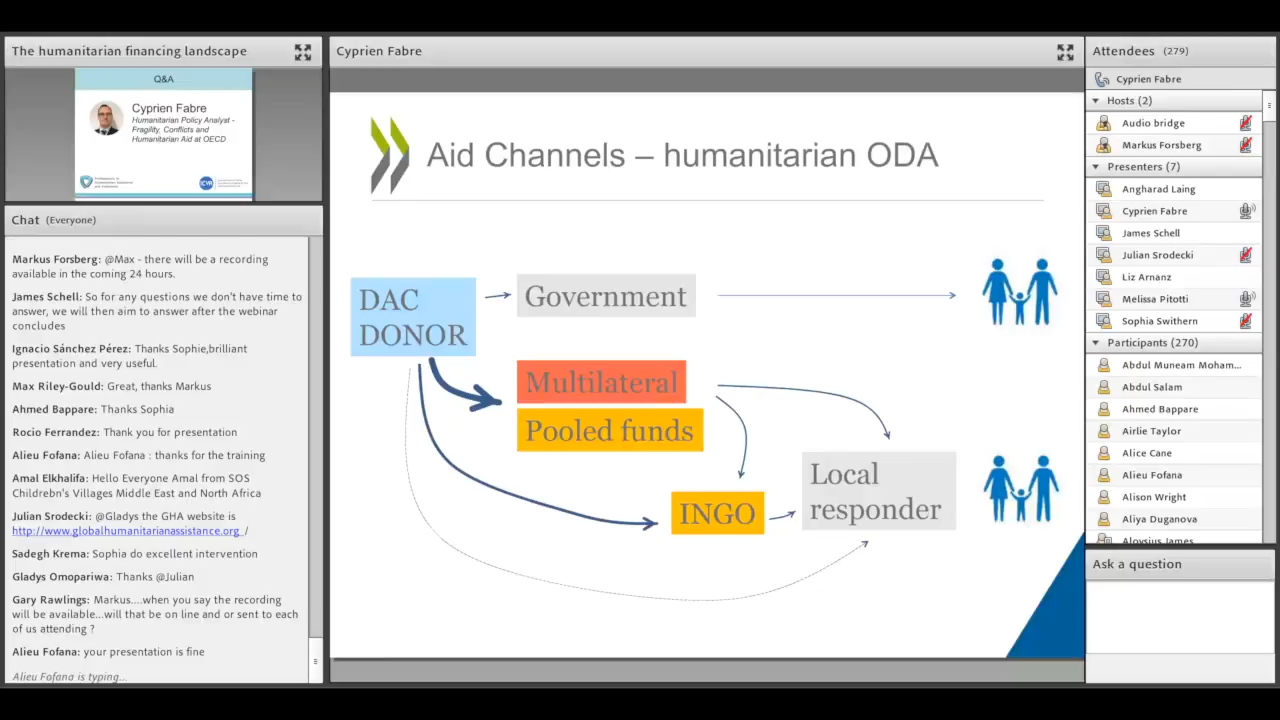 The humanitarian financing landscape
Q&A
Cyprien Fabre
Humanitarian Policy Analyst -
Fragility, Conflicts and
Humanitarian Aid at OECD
ICVA
Chat (Everyone)
Markus Forsberg: @Max - there will be a recording
available in the coming 24 hours.
James Schell: So for any questions we don't have time to
answer, we will then aim to answer after the webinar
concludes
Ignacio Sánchez Pérez: Thanks Sophie,brilliant
presentation and very useful.
Max Riley-Gould: Great, thanks Markus
Ahmed Bappare: Thanks Sophia
Rocio Ferrandez: Thank you for presentation
Alieu Fofana: Alieu Fofana : thanks for the training
Amal Elkhalifa: Hello Everyone Amal from SOS
Childrebn's Villages Middle East and North Africa
Julian Srodecki: @Gladys the GHA website is
http://www.globalhumanitarianassistance.org /
Sadegh Krema: Sophia do excellent intervention
Gladys Omopariwa: Thanks @Julian
Gary Rawlings: Markus....when you say the recording
will be available...will that be on line and or sent to each
of us attending ?
Alieu Fofana: your presentation is fine
Alieu Fofana is typing...
Cyprien Fabre
Aid Channels – humanitarian ODA
DAC
DONOR
Government
Multilateral
Pooled funds
INGO
Local
responder
Attendees (279)
Cyprien Fabre
Hosts (2)
Audio bridge
Markus Forsberg
Presenters (7)
Angharad Laing
Cyprien Fabre
James Schell
Julian Srodecki
Liz Arnanz
Melissa Pitotti
Sophia Swithern
Participants (270)
Abdul Muneam Moham...
Abdul Salam
Ahmed Bappare
Airlie Taylor
Alice Cane
Alieu Fofana
Alison Wright
Aliya Duganova
Aloysius James
Ask a question